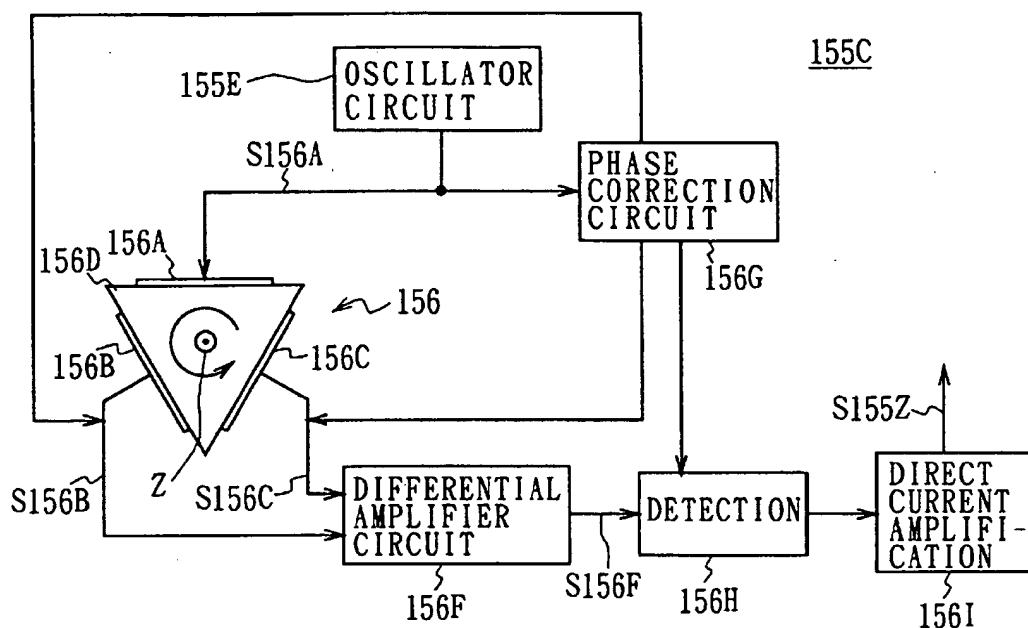 155C
155E
OSCILLATOR
CIRCUIT
S156A
PHASE
CORRECTION
CIRCUIT
156G
156A
156D
156
156B
156C
Z
S156B
S156C
DIFFERENTIAL
AMPLIFIER
CIRCUIT
156F
S156F
DETECTION
156H
S155Z
DIRECT
CURRENT
AMPLIFI-
CATION
156I